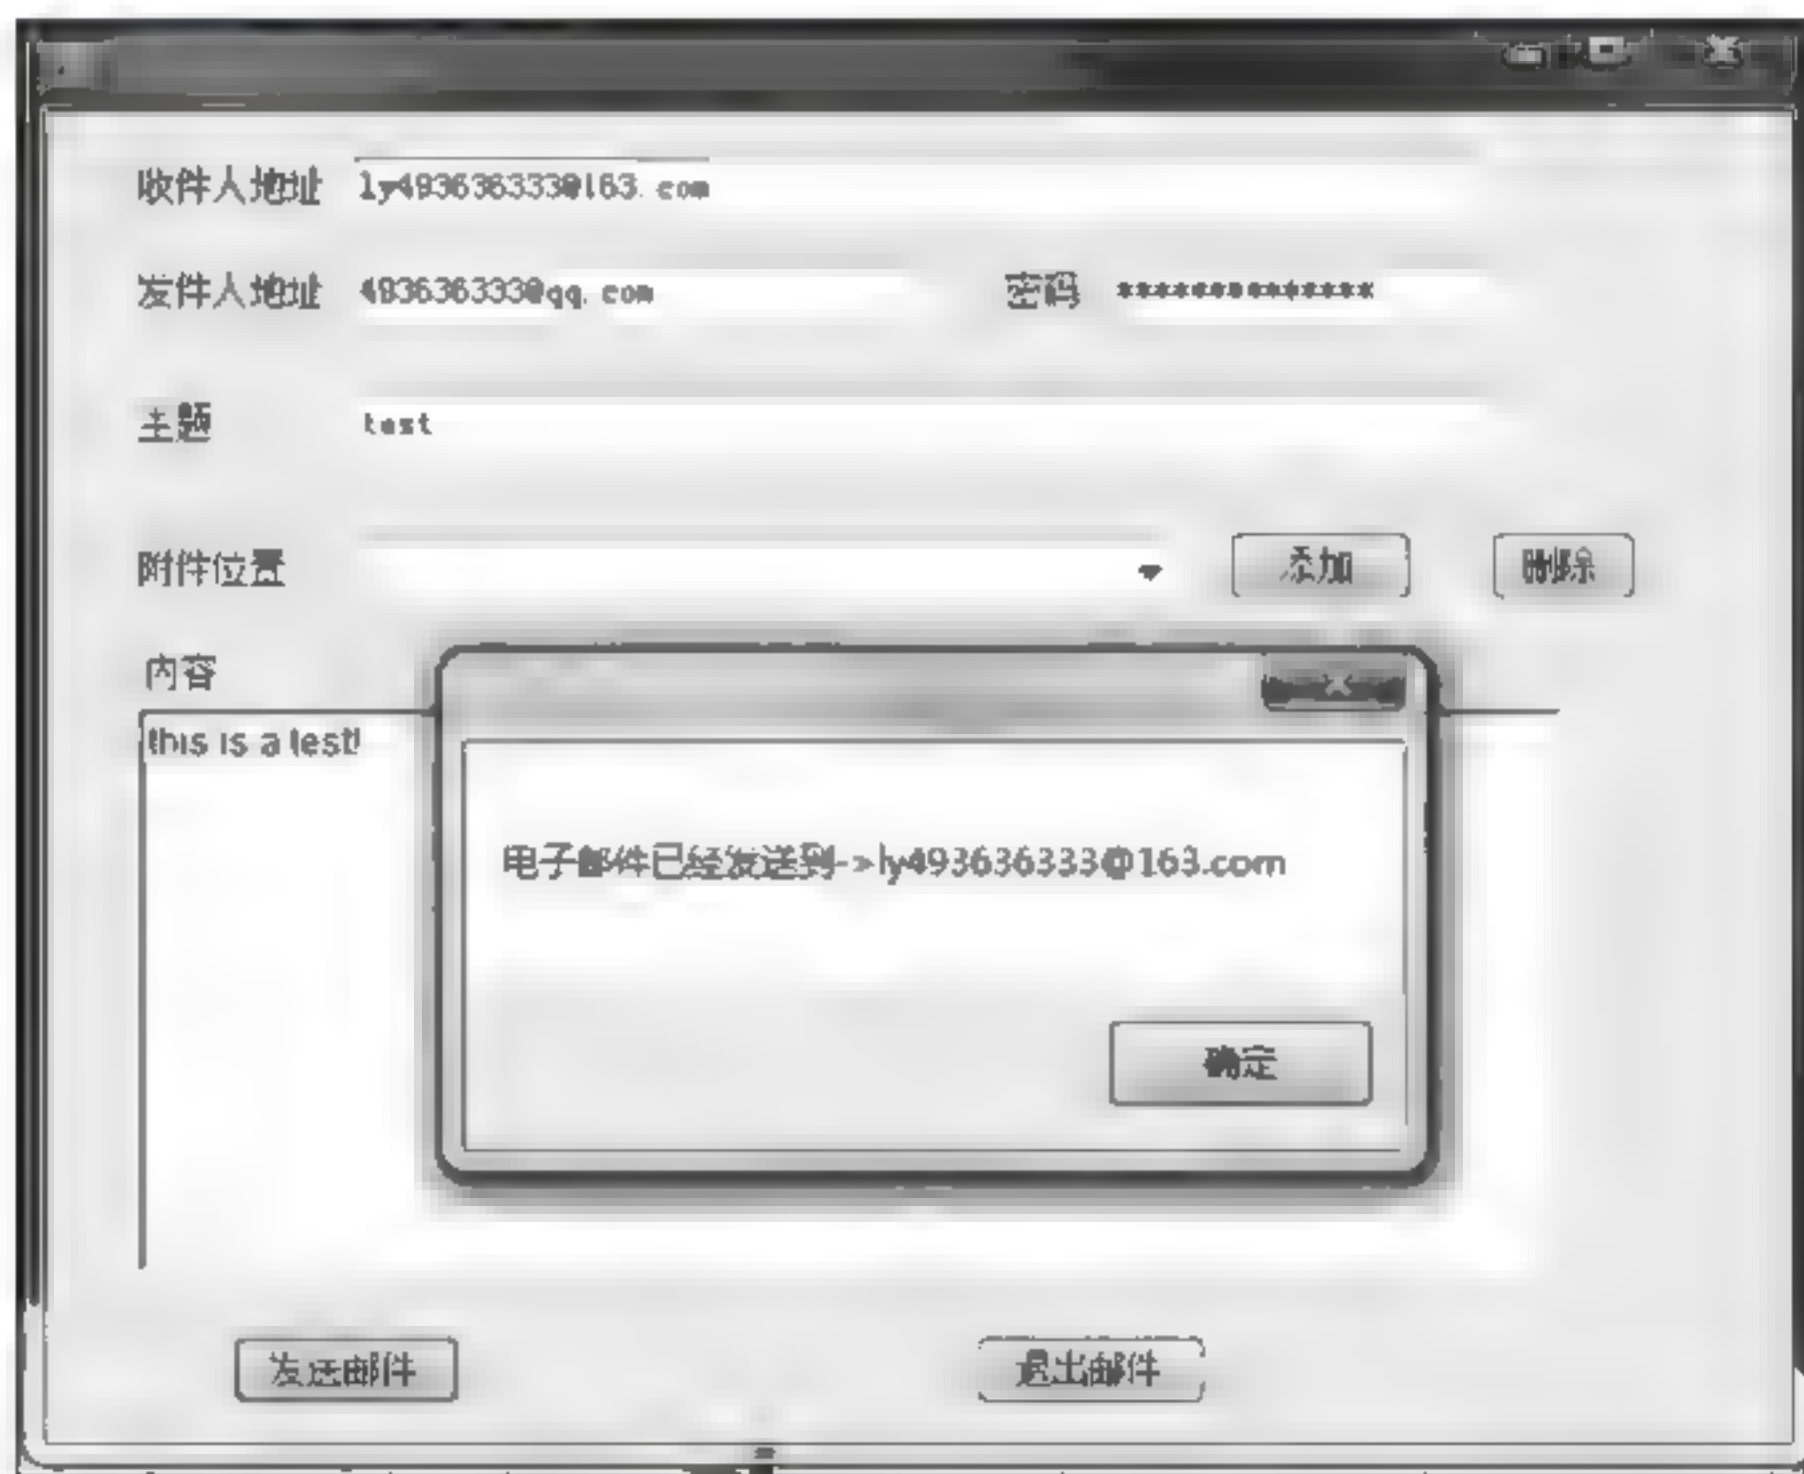 收件人地址 ly493636333@163.com
发件人地址 493636333@qq.com 密码 **************
主题 test
附件位置 添加 删除
内容
this is a test!
电子邮件已经发送到->ly493636333@163.com
确定
发送邮件 退出邮件